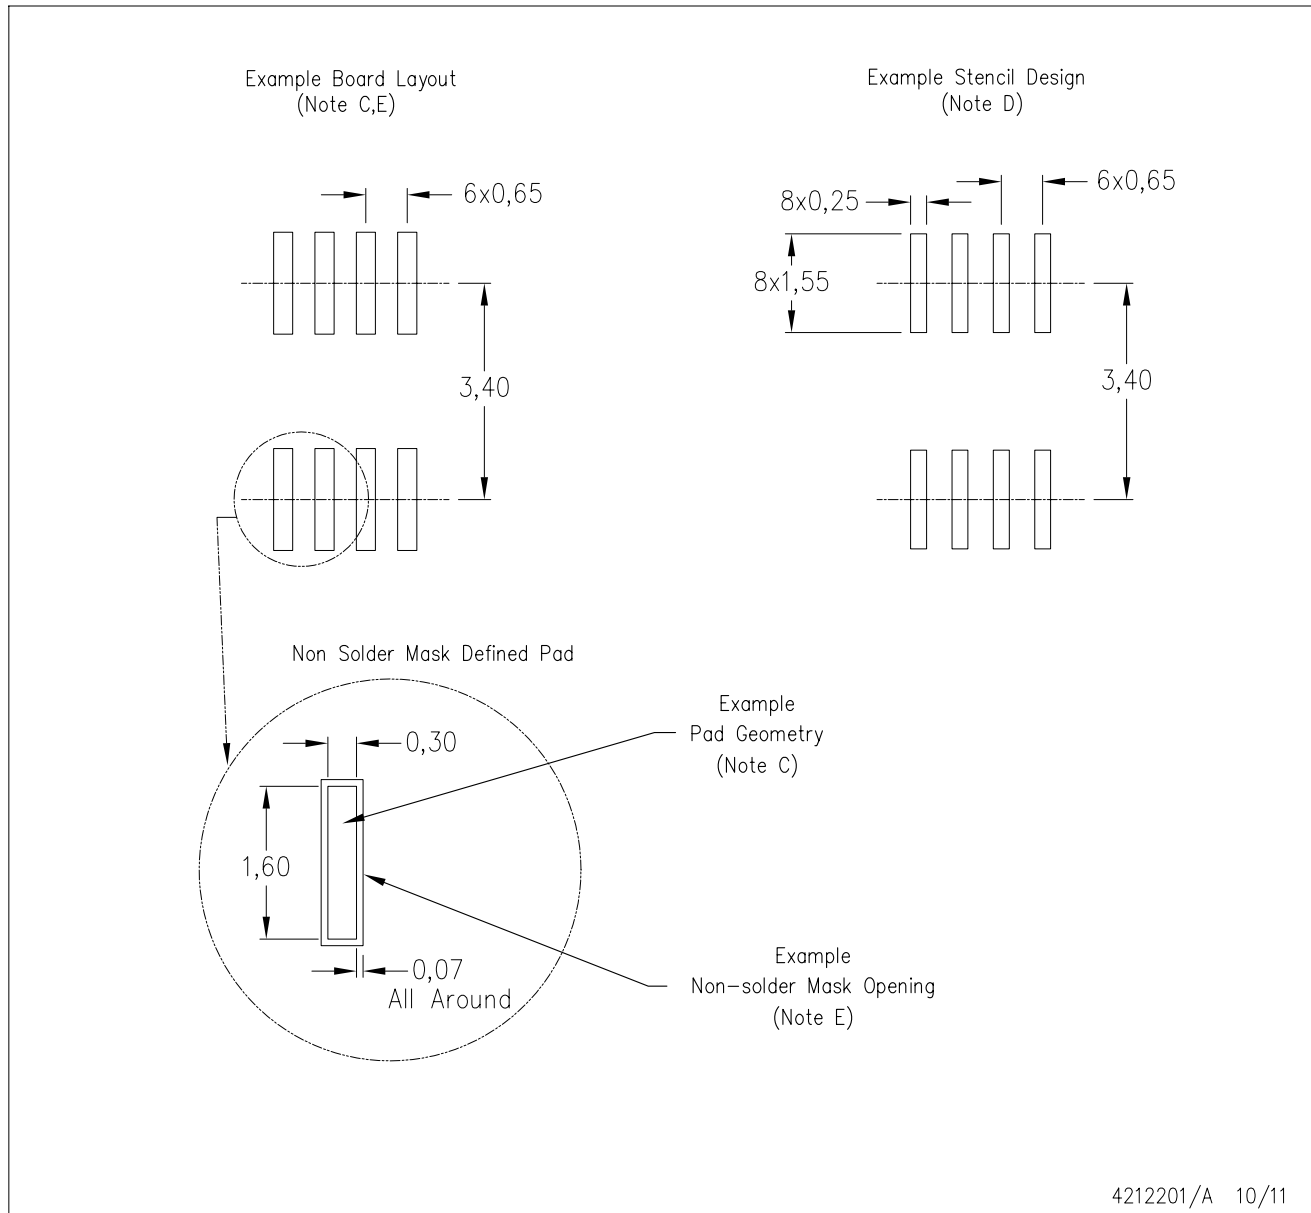 Example Board Layout
(Note C,E)
6x0,65
3,40
Example Stencil Design
(Note D)
6x0,65
8x0,25
8x1,55
3,40
Non Solder Mask Defined Pad
0,30
1,60
0,07
All Around
Example
Pad Geometry
(Note C)
Example
Non-solder Mask Opening
(Note E)
4212201/A 10/11